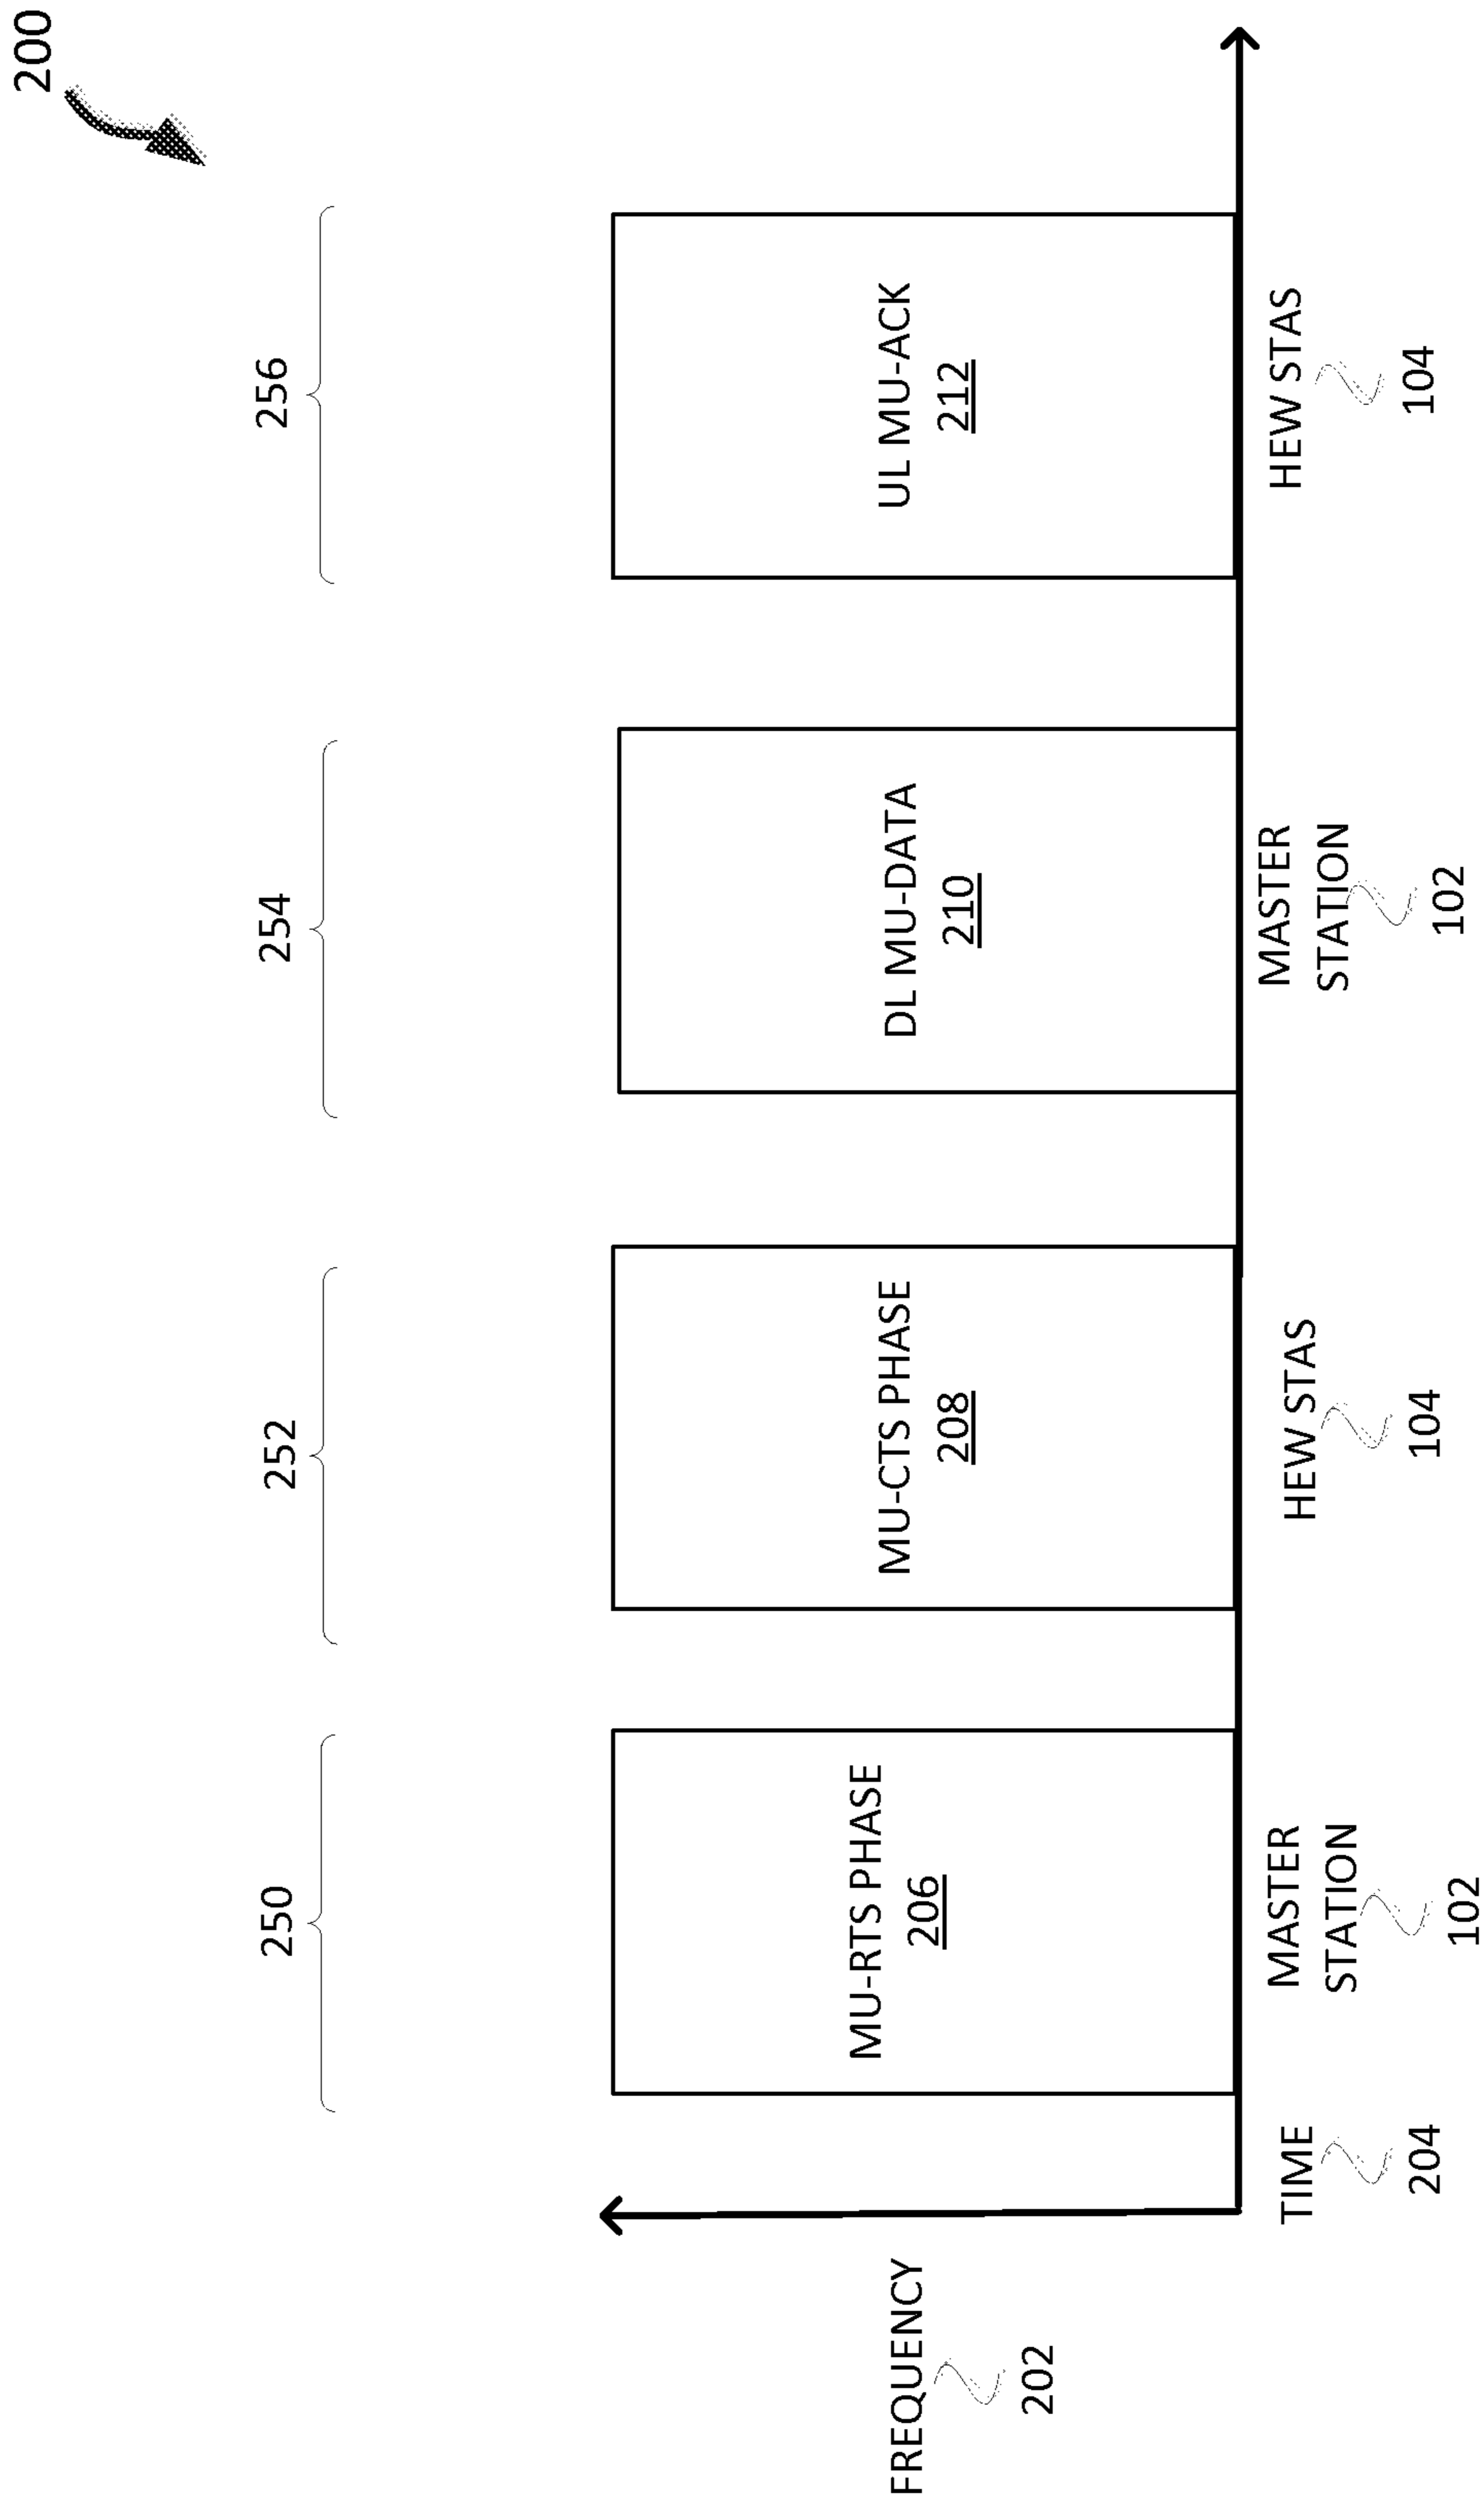 200
250
252
254
256
MU-RTS PHASE
206
MU-CTS PHASE
208
DL MU-DATA
210
UL MU-ACK
212
FREQUENCY
202
TIME
204
MASTER
STATION
102
HEW STAS
104
MASTER
STATION
102
HEW STAS
104